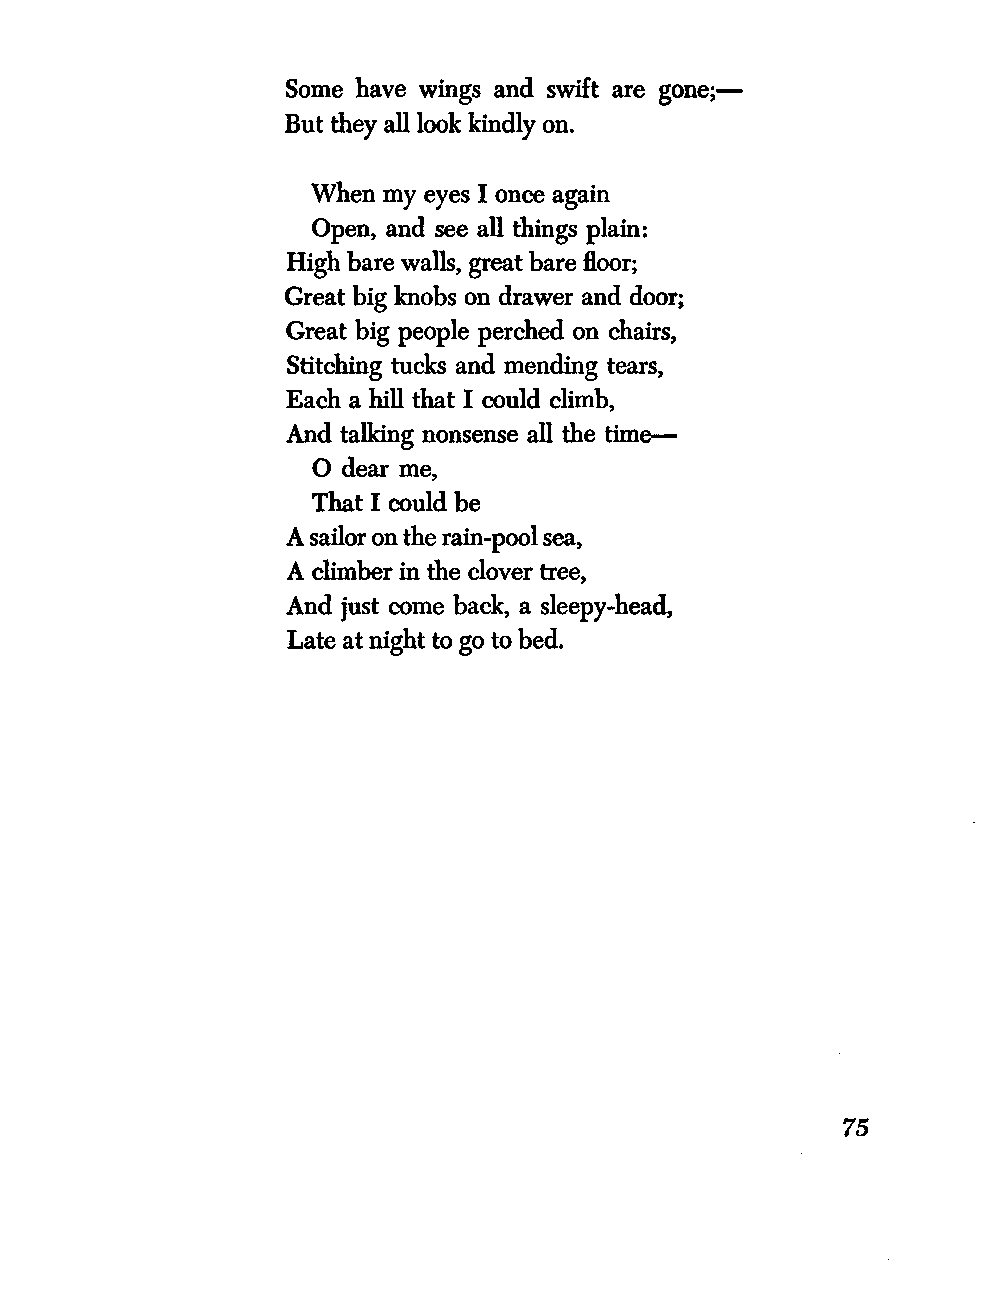 Some have wings and swift are gone;—
But they all look kindly on.

When my eyes I once again
Open, and see all things plain:
High bare walls, great bare floor;
Great big knobs on drawer and door;
Great big people perched on chairs,
Stitching tucks and mending tears,
Each a hill that I could climb,
And talking nonsense all the time—
O dear me,
That I could be
A sailor on the rain-pool sea,
A climber in the clover tree,
And just come back, a sleepy-head,
Late at night to go to bed.

75